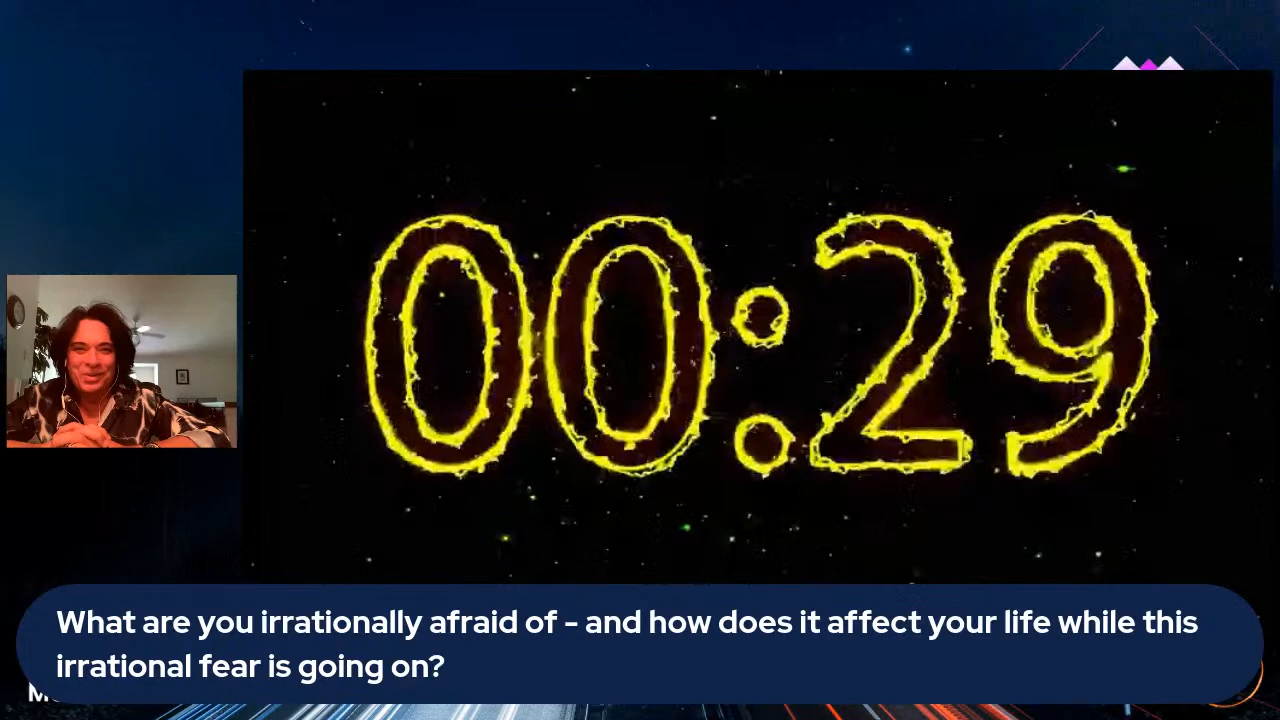 00:29
What are you irrationally afraid of - and how does it affect your life while this
irrational fear is going on?